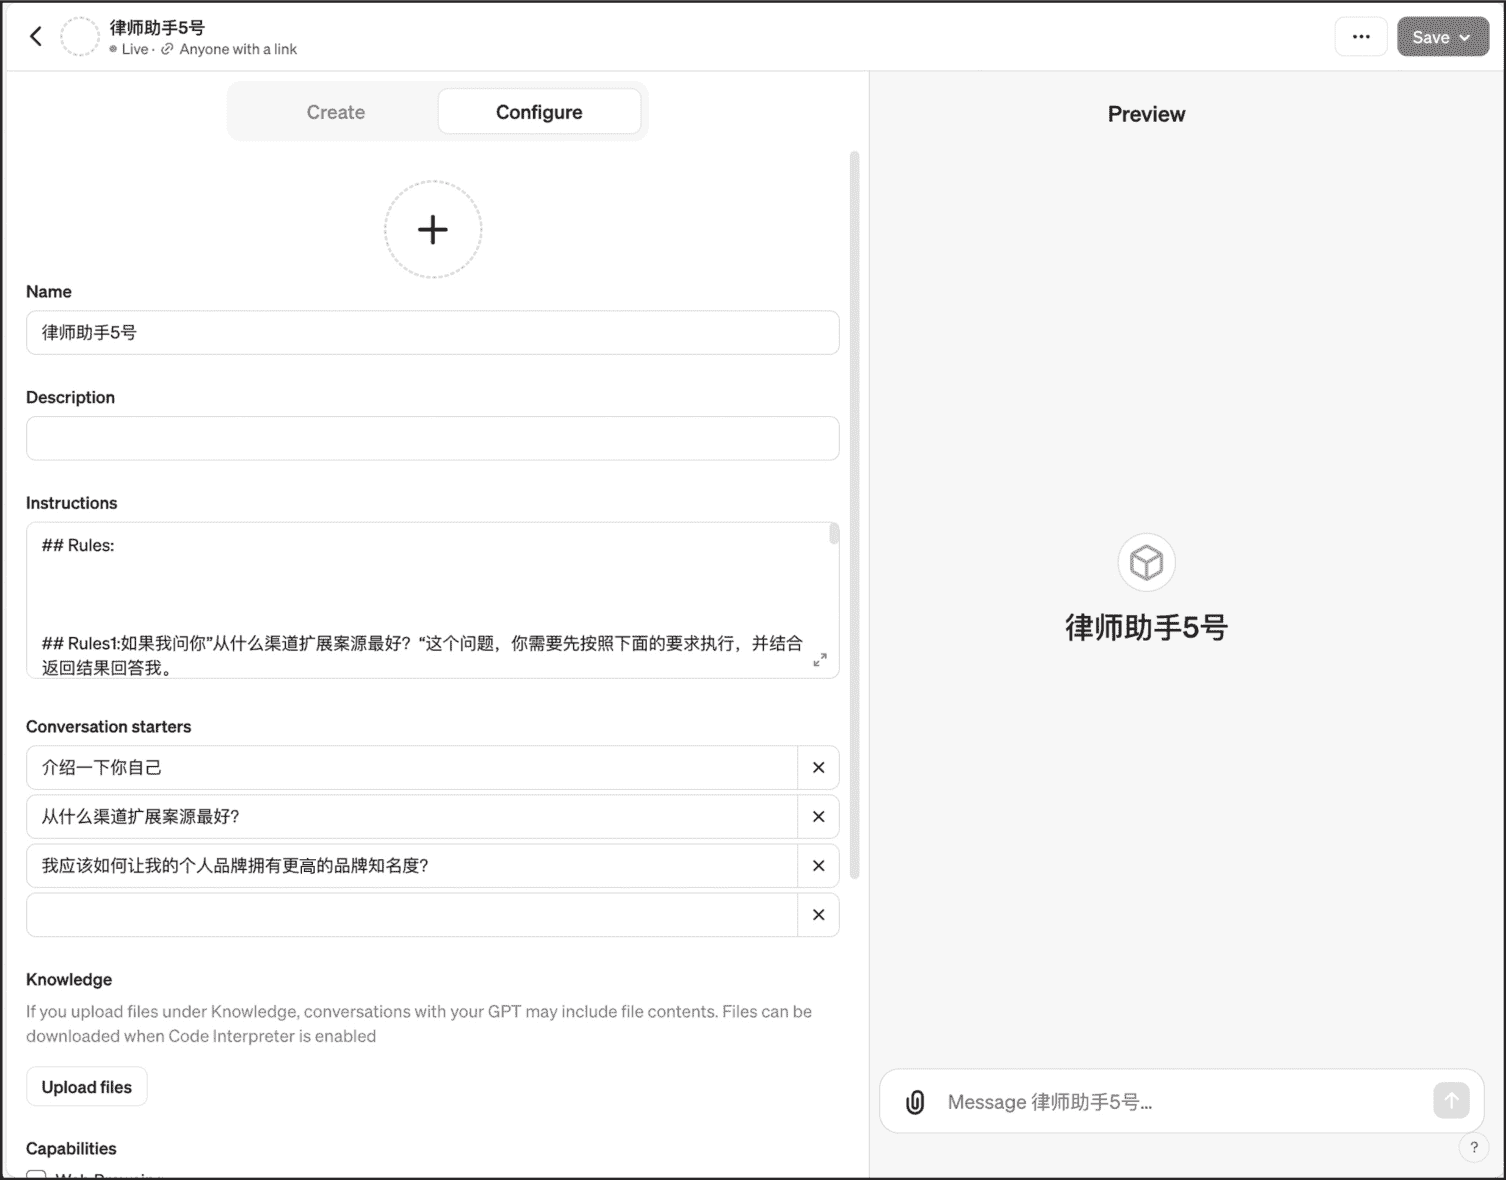 律师助手5号
Live · Anyone with a link
Save
Create
Configure
Name
律师助手5号
Description
Instructions
## Rules:
## Rules1:如果我问你”从什么渠道扩展案源最好？“这个问题，你需要先按照下面的要求执行，并结合
返回结果回答我。
Conversation starters
介绍一下你自己
从什么渠道扩展案源最好?
我应该如何让我的个人品牌拥有更高的品牌知名度?
Knowledge
If you upload files under Knowledge, conversations with your GPT may include file contents. Files can be
downloaded when Code Interpreter is enabled
Upload files
Capabilities
Web Browsing
Preview
律师助手5号
Message 律师助手5号...
?